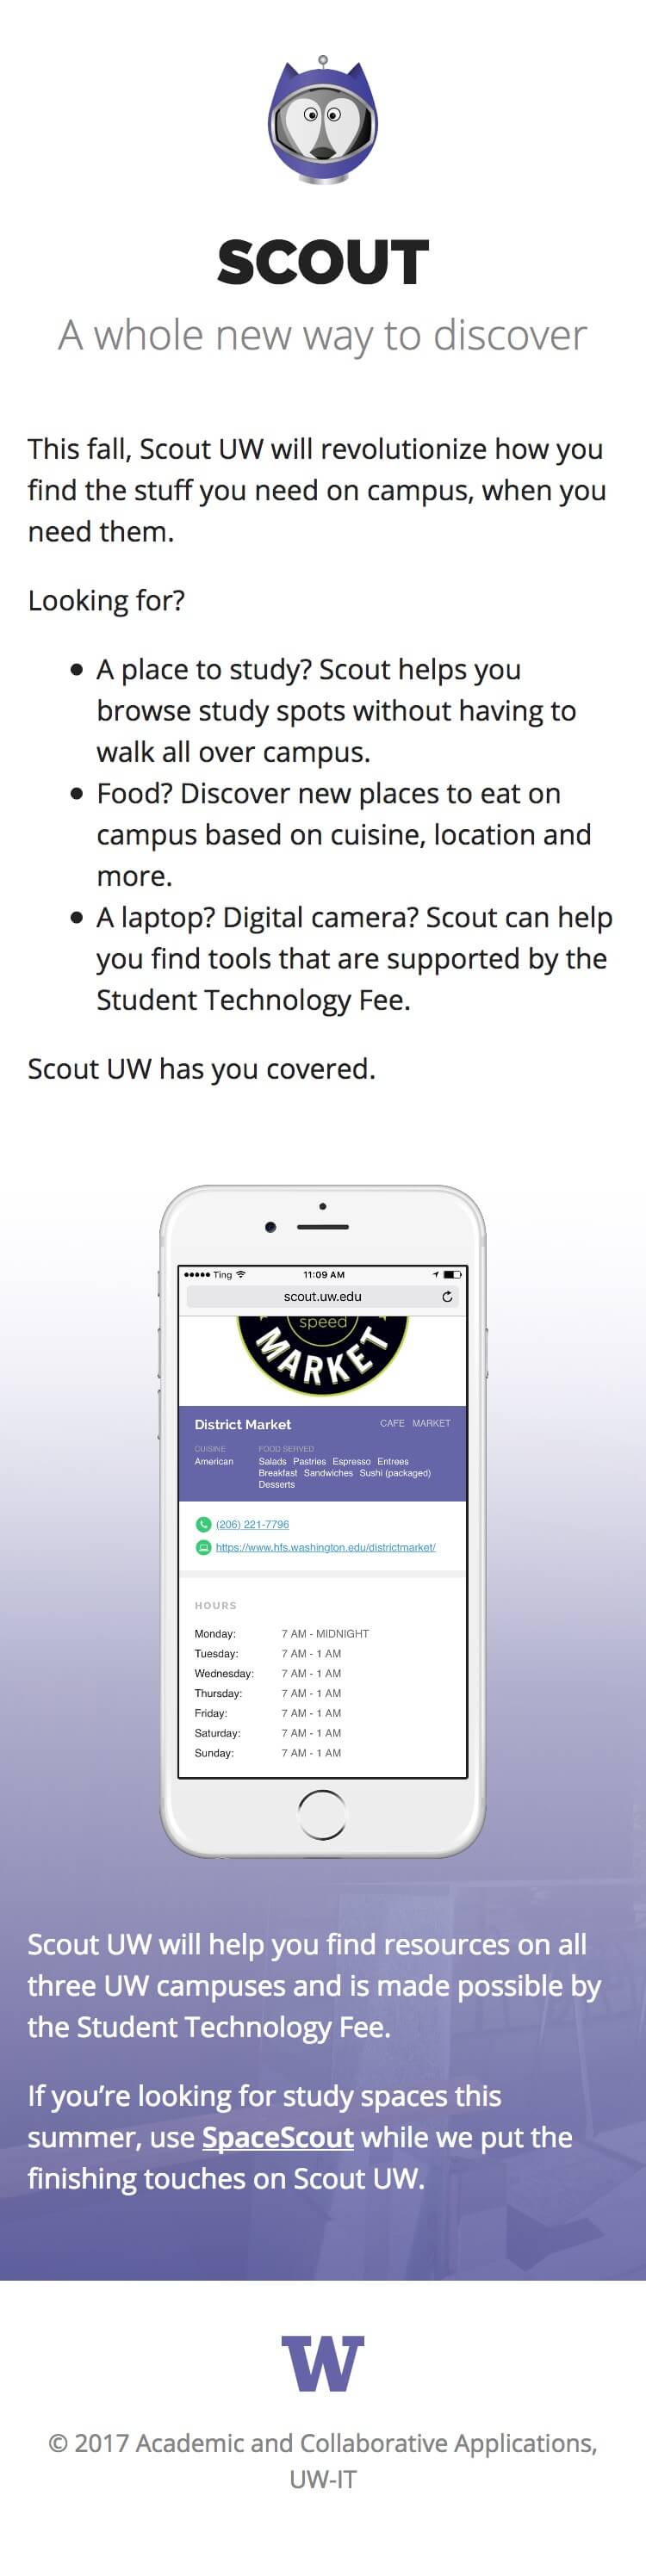 SCOUT
A whole new way to discover
This fall, Scout UW will revolutionize how you
find the stuff you need on campus, when you
need them.
Looking for?
• A place to study? Scout helps you
browse study spots without having to
walk all over campus.
• Food? Discover new places to eat on
campus based on cuisine, location and
more.
• A laptop? Digital camera? Scout can help
you find tools that are supported by the
Student Technology Fee.
Scout UW has you covered.
Ting 11:09 AM
scout.uw.edu
speed
MARKET
District Market CAFE MARKET
CUISINE FOOD SERVED
American Salads Pastries Espresso Entrees
Breakfast Sandwiches Sushi (packaged)
Desserts
(206) 221-7796
https://www.hfs.washington.edu/districtmarket/
HOURS
Monday: 7 AM - MIDNIGHT
Tuesday: 7 AM - 1 AM
Wednesday: 7 AM - 1 AM
Thursday: 7 AM - 1 AM
Friday: 7 AM - 1 AM
Saturday: 7 AM - 1 AM
Sunday: 7 AM - 1 AM
Scout UW will help you find resources on all
three UW campuses and is made possible by
the Student Technology Fee.
If you’re looking for study spaces this
summer, use SpaceScout while we put the
finishing touches on Scout UW.
W
© 2017 Academic and Collaborative Applications,
UW-IT